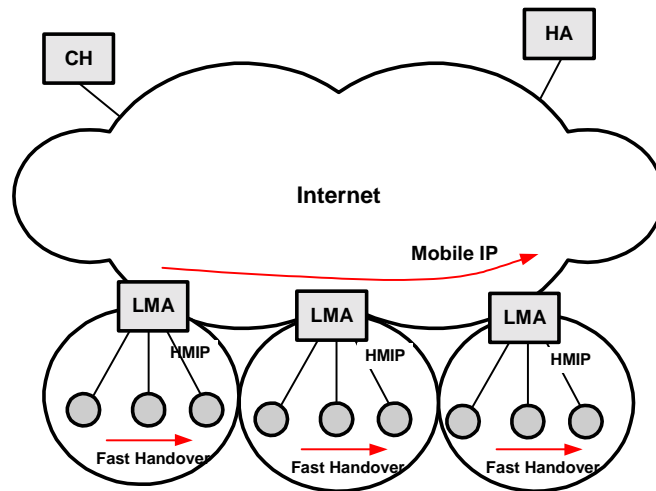 CH
HA
Internet
Mobile IP
LMA
LMA
LMA
HMIP
HMIP
HMIP
Fast Handover
Fast Handover
Fast Handover